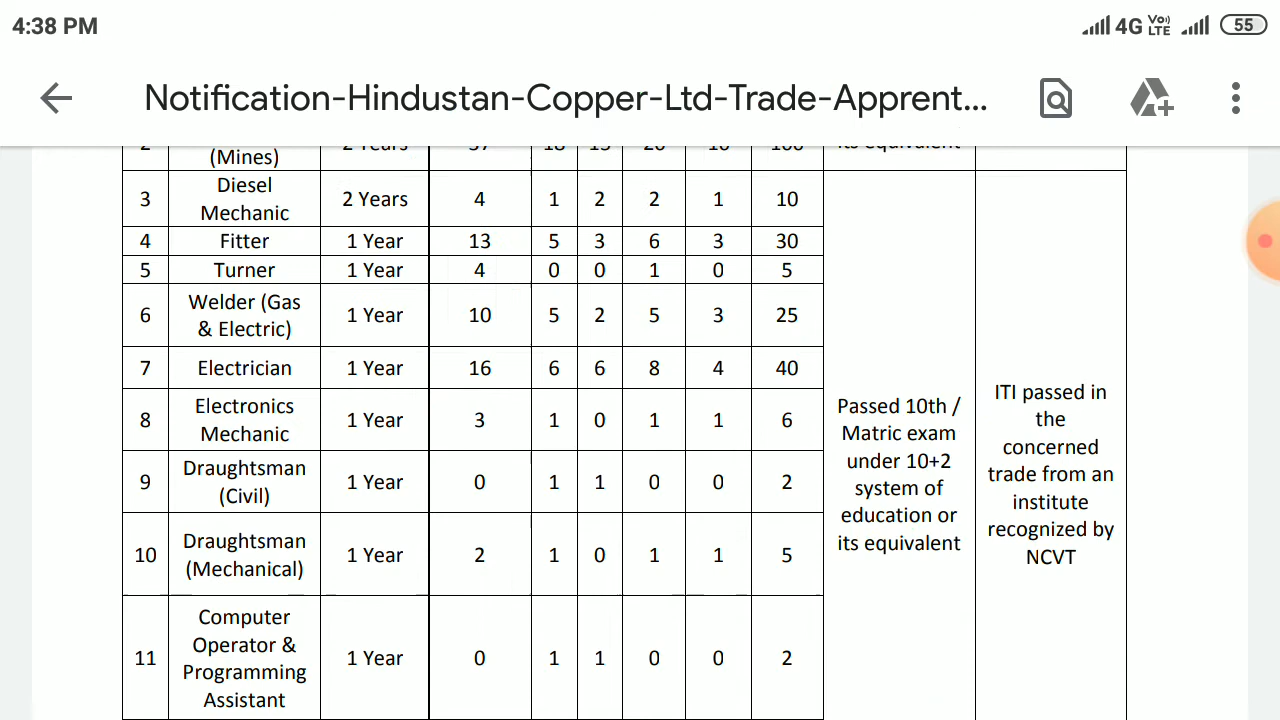 4:38 PM
4G Vo) LTE 55
Notification-Hindustan-Copper-Ltd-Trade-Apprent...
(Mines)
3 Diesel Mechanic 2 Years 4 1 2 2 1 10
4 Fitter 1 Year 13 5 3 6 3 30
5 Turner 1 Year 4 0 0 1 0 5
6 Welder (Gas & Electric) 1 Year 10 5 2 5 3 25
7 Electrician 1 Year 16 6 6 8 4 40
8 Electronics Mechanic 1 Year 3 1 0 1 1 6
9 Draughtsman (Civil) 1 Year 0 1 1 0 0 2
10 Draughtsman (Mechanical) 1 Year 2 1 0 1 1 5
11 Computer Operator & Programming Assistant 1 Year 0 1 1 0 0 2
Passed 10th /
Matric exam
under 10+2
system of
education or
its equivalent
ITI passed in
the
concerned
trade from an
institute
recognized by
NCVT